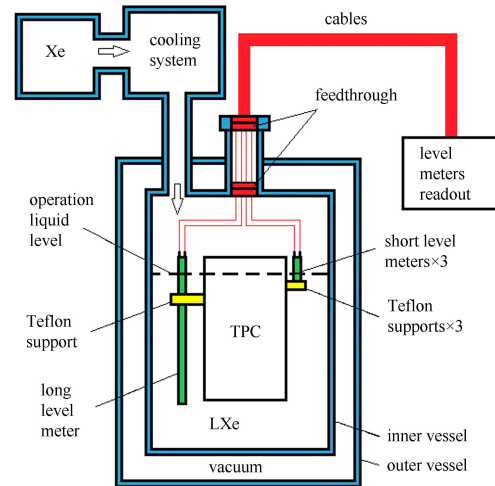 cables
Xe
cooling
system
feedthrough
level
meters
readout
operation
liquid
level
short level
meters×3
Teflon
support
Teflon
supports×3
TPC
long
level
meter
LXe
inner vessel
vacuum
outer vessel